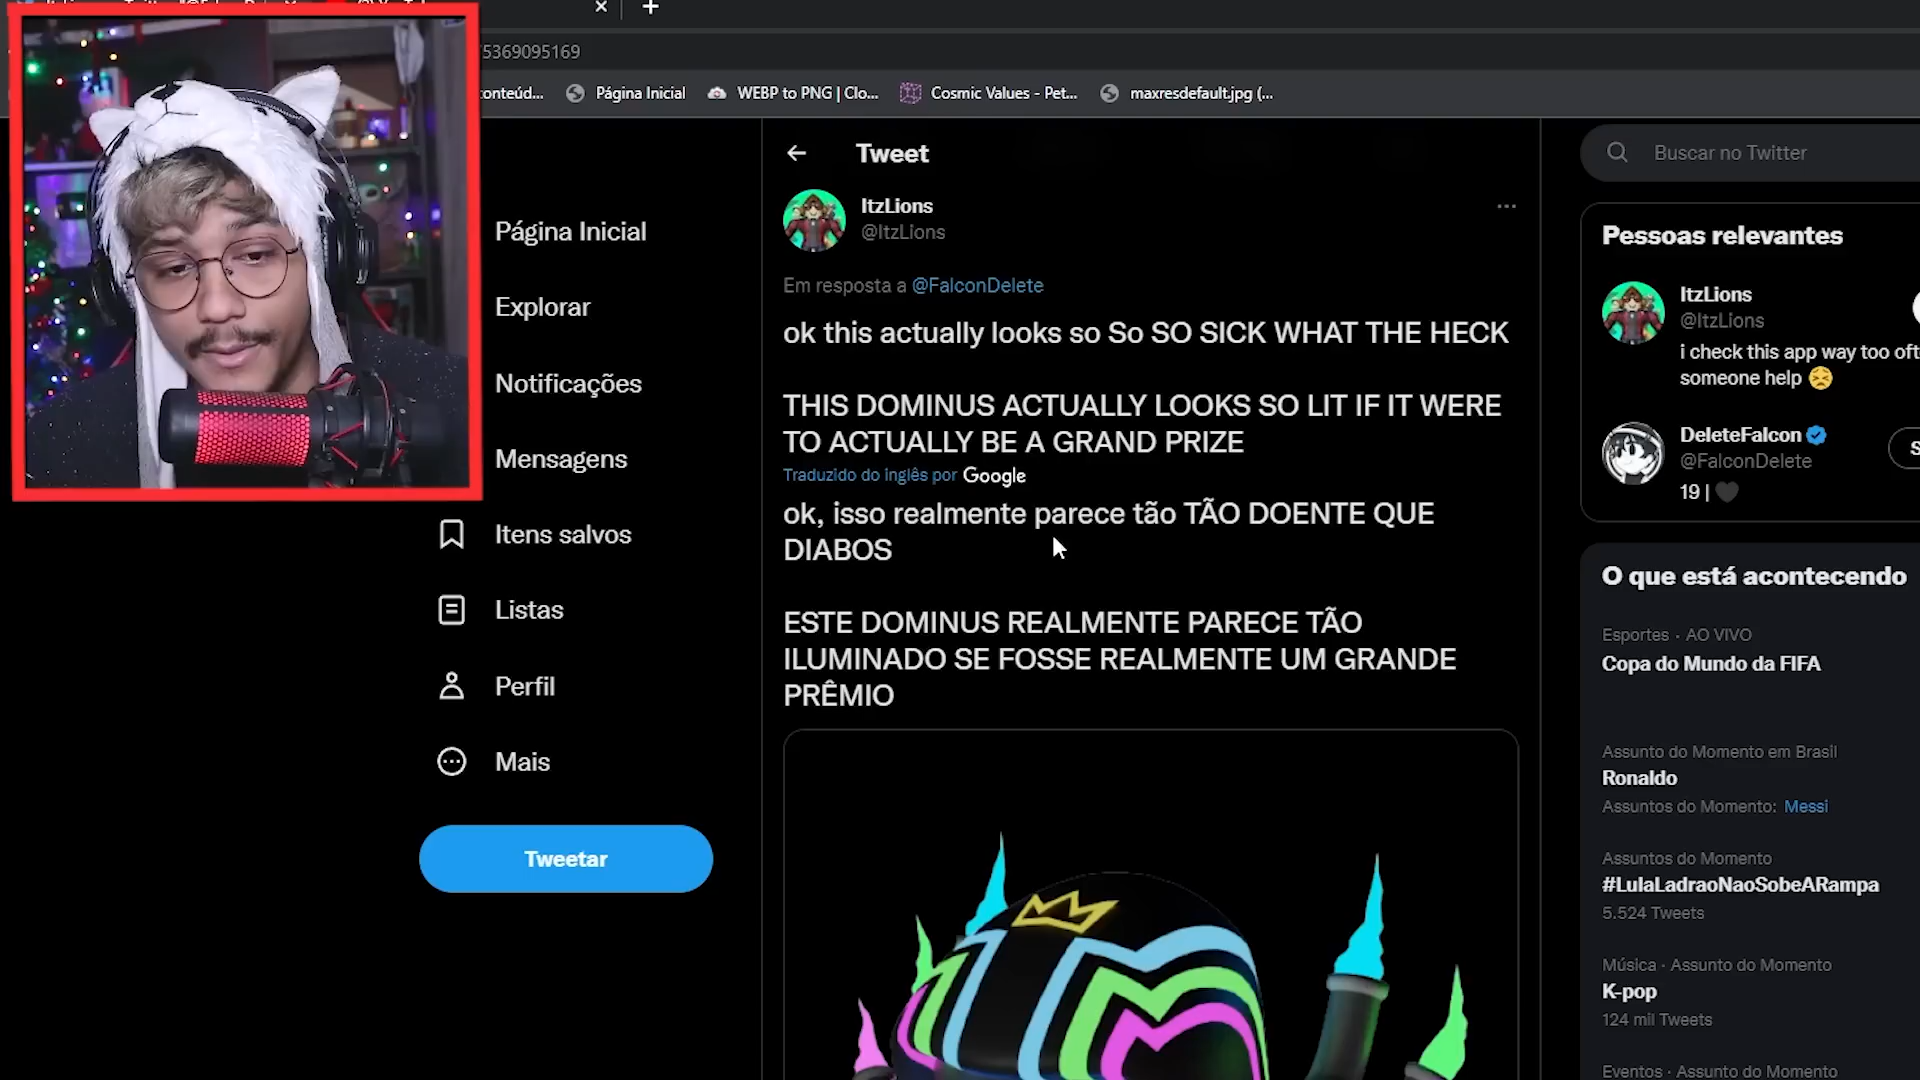 5369095169
conteúd...
Página Inicial
WEBP to PNG | Clo...
Cosmic Values - Pet...
maxresdefault.jpg (...
Tweet
Buscar no Twitter
ItzLions
@ItzLions
Em resposta a @FalconDelete
ok this actually looks so So SO SICK WHAT THE HECK
THIS DOMINUS ACTUALLY LOOKS SO LIT IF IT WERE
TO ACTUALLY BE A GRAND PRIZE
Traduzido do inglês por Google
ok, isso realmente parece tão TÃO DOENTE QUE
DIABOS
ESTE DOMINUS REALMENTE PARECE TÃO
ILUMINADO SE FOSSE REALMENTE UM GRANDE
PRÊMIO
Página Inicial
Explorar
Notificações
Mensagens
Itens salvos
Listas
Perfil
Mais
Tweetar
Pessoas relevantes
ItzLions
@ItzLions
i check this app way too oft
someone help
DeleteFalcon
@FalconDelete
19 |
S
O que está acontecendo
Esportes · AO VIVO
Copa do Mundo da FIFA
Assunto do Momento em Brasil
Ronaldo
Assuntos do Momento: Messi
Assuntos do Momento
#LulaLadraoNaoSobeARampa
5.524 Tweets
Música · Assunto do Momento
K-pop
124 mil Tweets
Eventos · Assunto do Momento